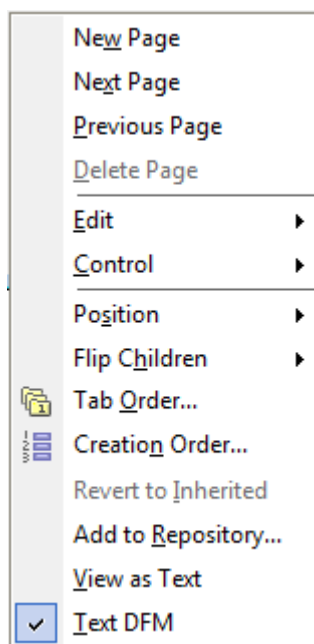 New Page
Next Page
Previous Page
Delete Page
Edit
Control
Position
Flip Children
Tab Order...
Creation Order...
Revert to Inherited
Add to Repository...
View as Text
Text DFM